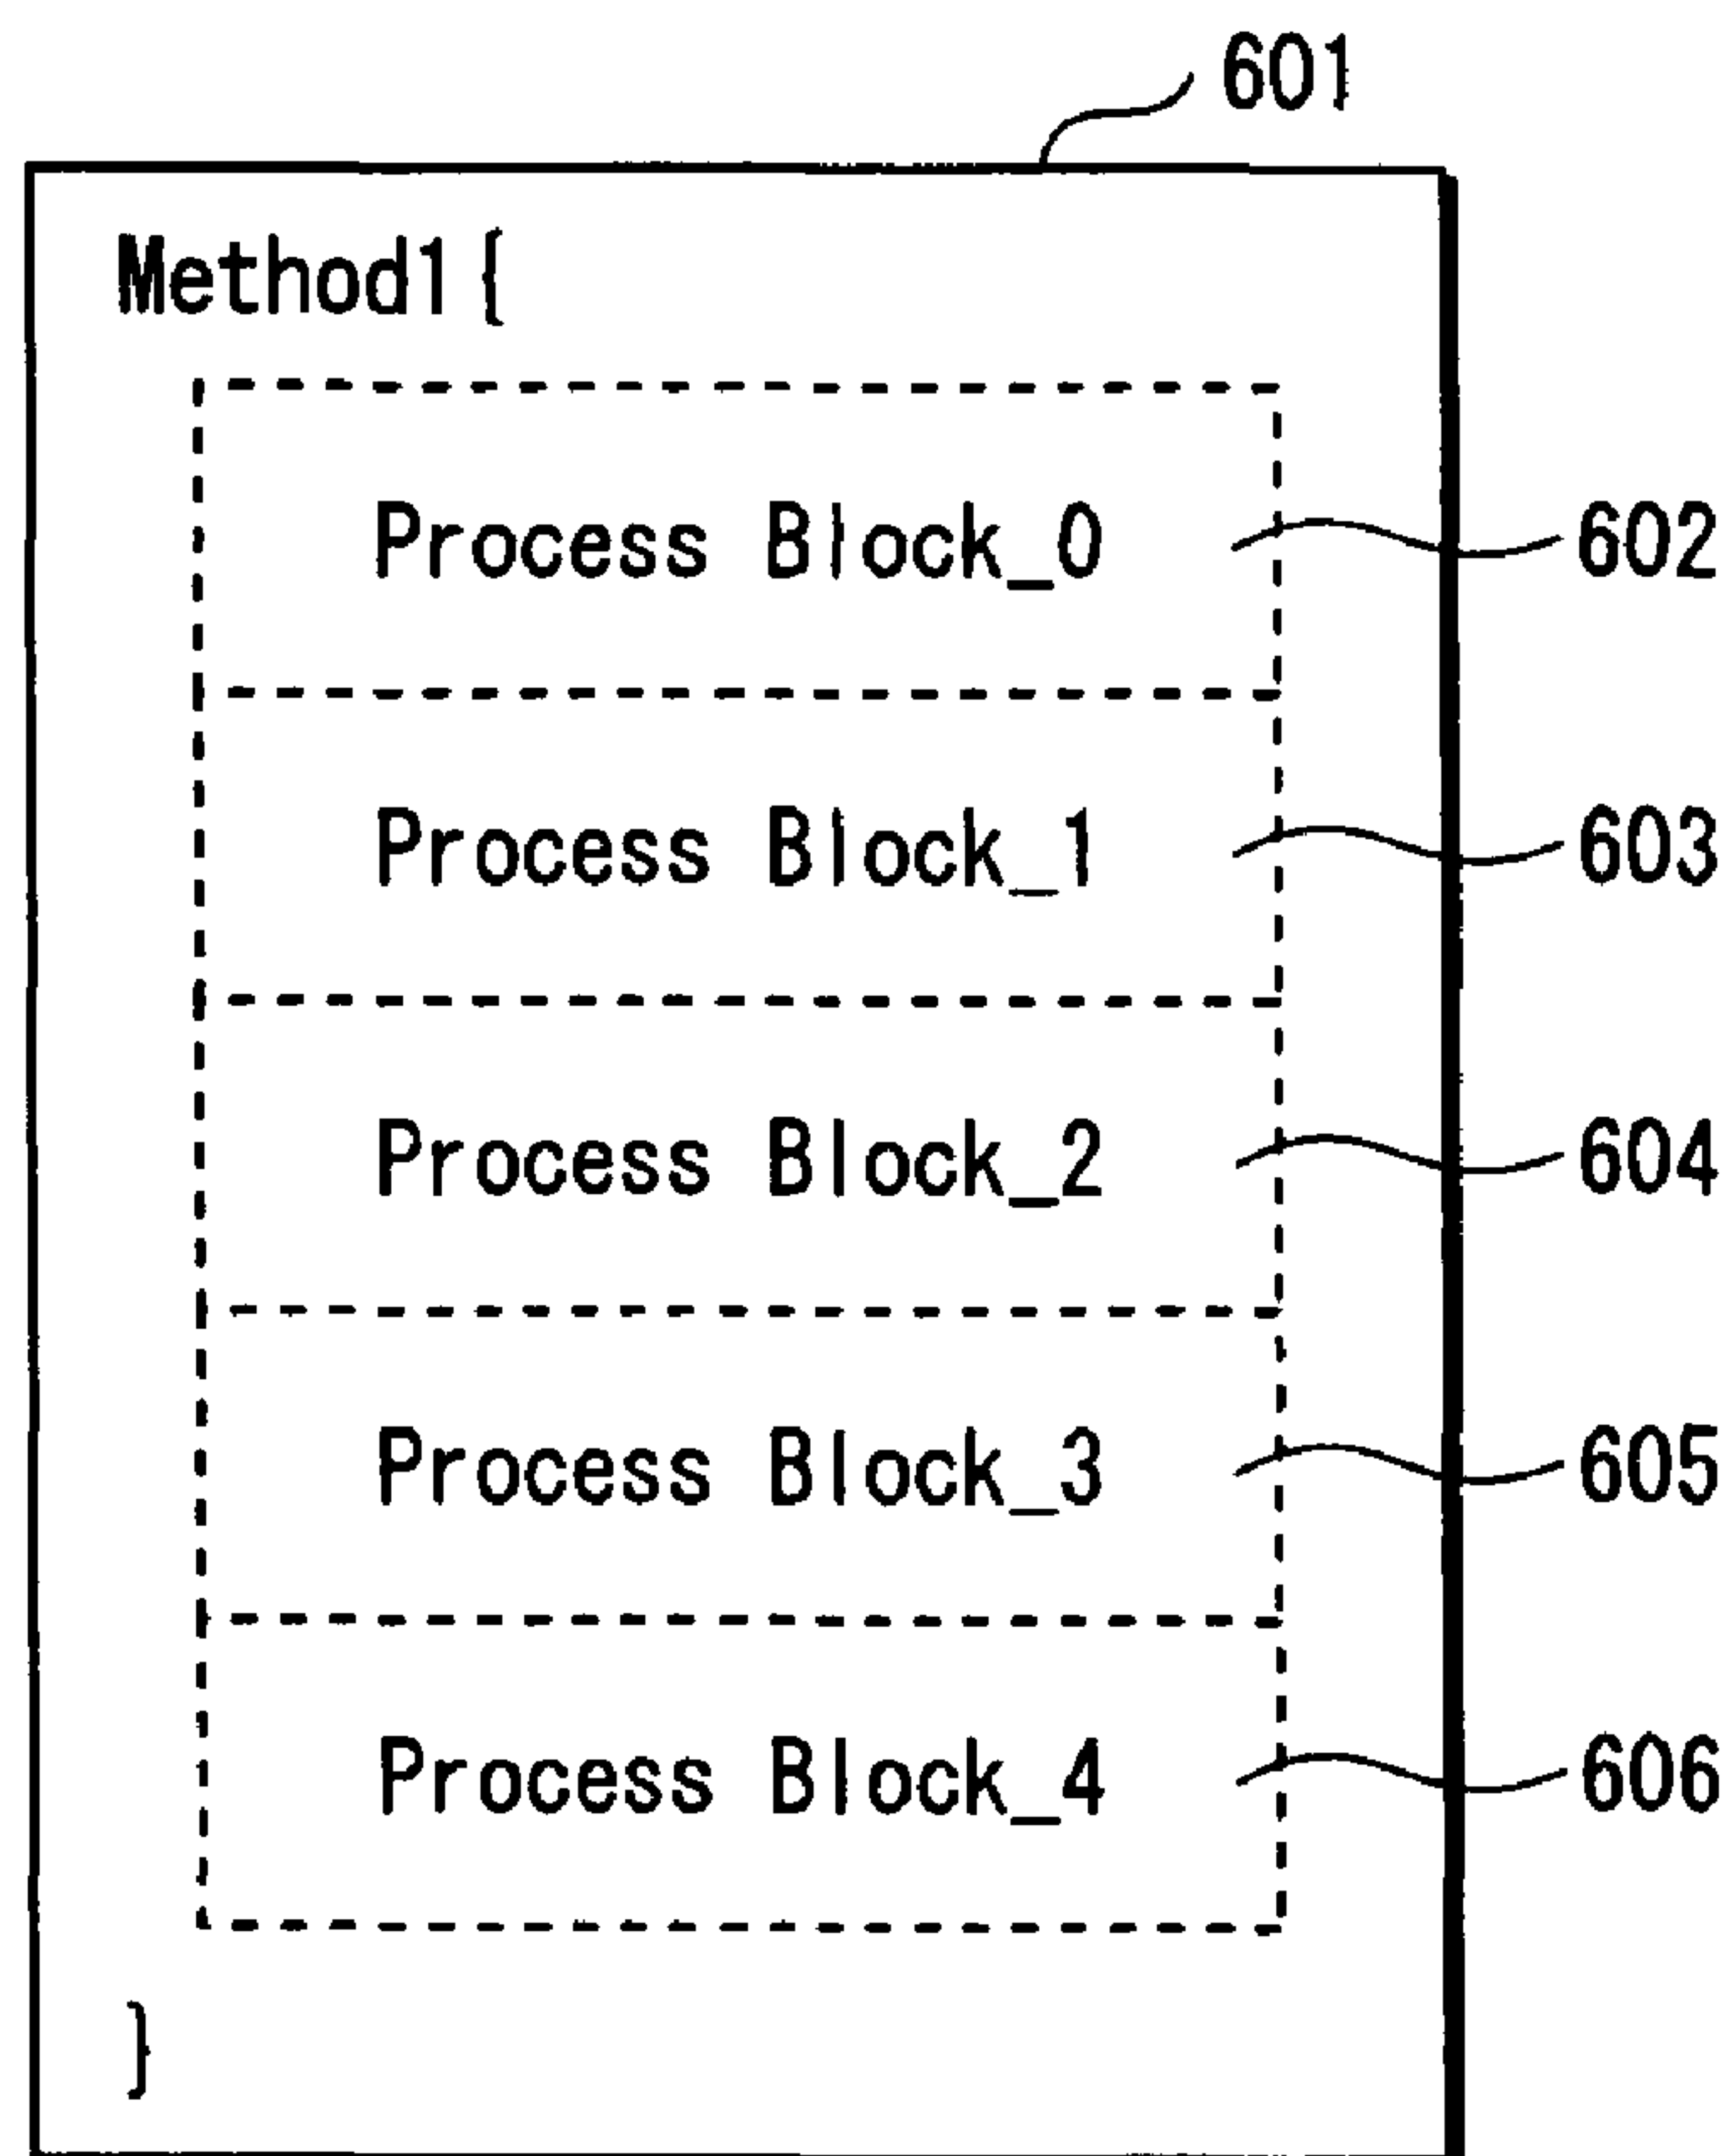 601
Method1 {
Process Block_0 602
Process Block_1 603
Process Block_2 604
Process Block_3 605
Process Block_4 606
}